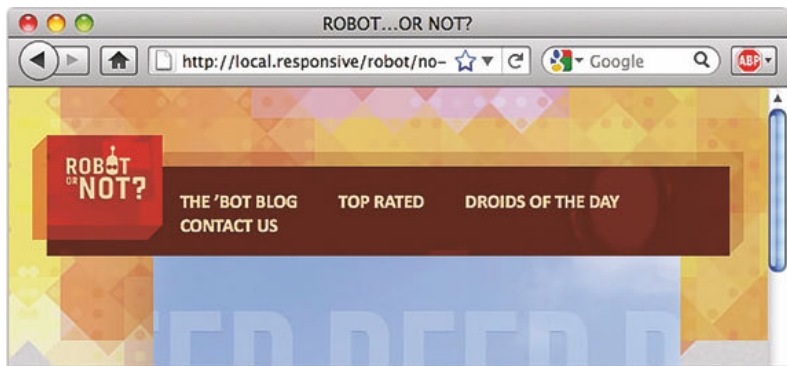 ROBOT...OR NOT?
http://local.responsive/robot/no-
Google
ABP
ROBOT
OR NOT?
THE ’BOT BLOG TOP RATED DROIDS OF THE DAY
CONTACT US